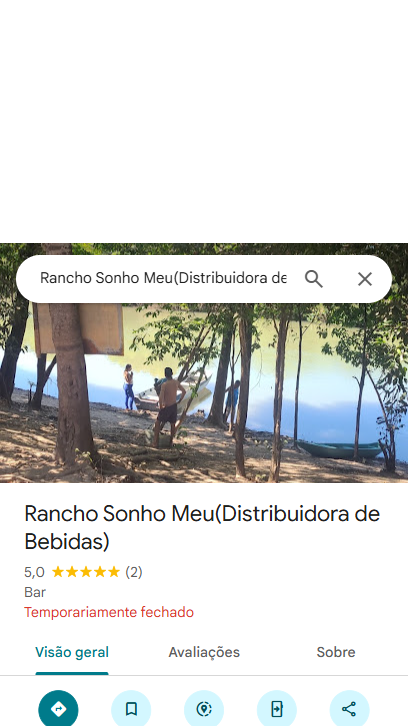 Rancho Sonho Meu(Distribuidora de
Rancho Sonho Meu(Distribuidora de
Bebidas)
5,0 (2)
Bar
Temporariamente fechado
Visão geral Avaliações Sobre